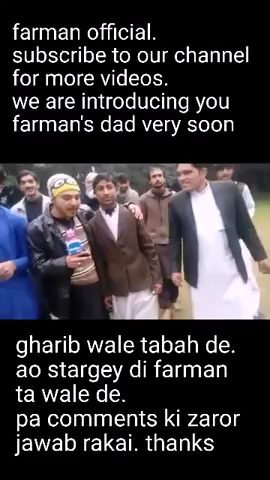 farman official.
subscribe to our channel
for more videos.
we are introducing you
farman's dad very soon
gharib wale tabah de.
ao stargey di farman
ta wale de.
pa comments ki zaror
jawab rakai. thanks